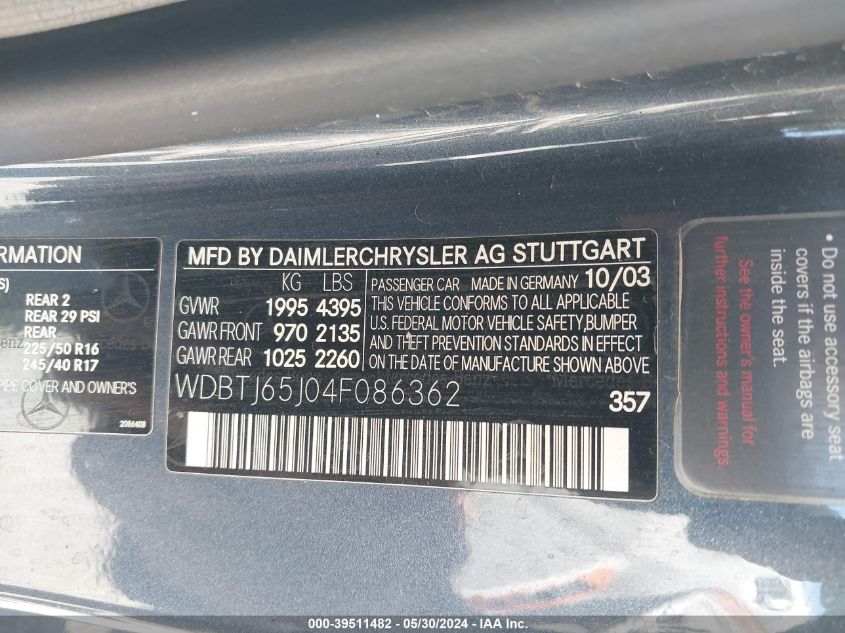 ORMATION
S)
REAR 2
REAR 29 PSI
REAR
225/50 R16
245/40 R17
PIPE COVER AND OWNER'S
2086408
MFD BY DAIMLERCHRYSLER AG STUTTGART
KG LBS
GVWR 1995 4395
GAWR FRONT 970 2135
GAWR REAR 1025 2260
PASSENGER CAR MADE IN GERMANY 10/03
THIS VEHICLE CONFORMS TO ALL APPLICABLE
U.S. FEDERAL MOTOR VEHICLE SAFETY,BUMPER
AND THEFT PREVENTION STANDARDS IN EFFECT
ON THE DATE OF MANUFACTURE SHOWN ABOVE
WDBTJ65J04F086362
357
See the owner's manual for
further instructions and warnings.
• Do not use accessory seat
covers if the airbags are
inside the seat.
000-39511482 - 05/30/2024 - IAA Inc.